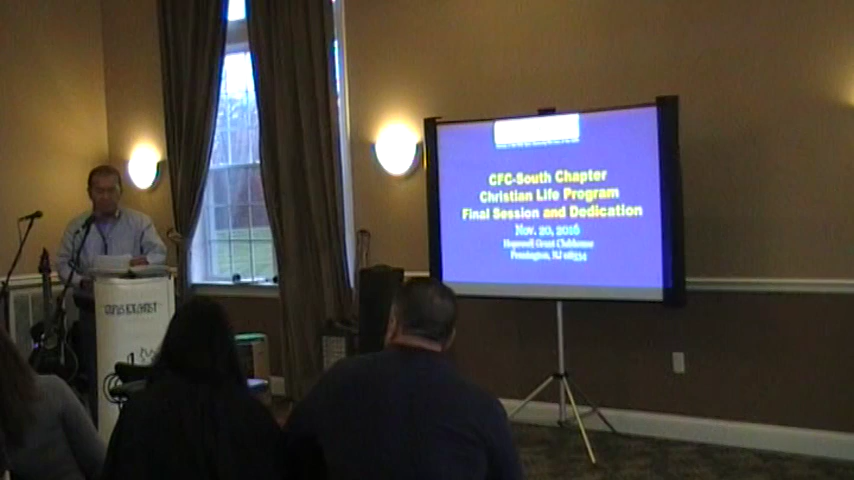 CFC-South Chapter
Christian Life Program
Final Session and Dedication
Nov. 20, 2016
Hopewell Grant Clubhouse
Pennington, NJ 08534